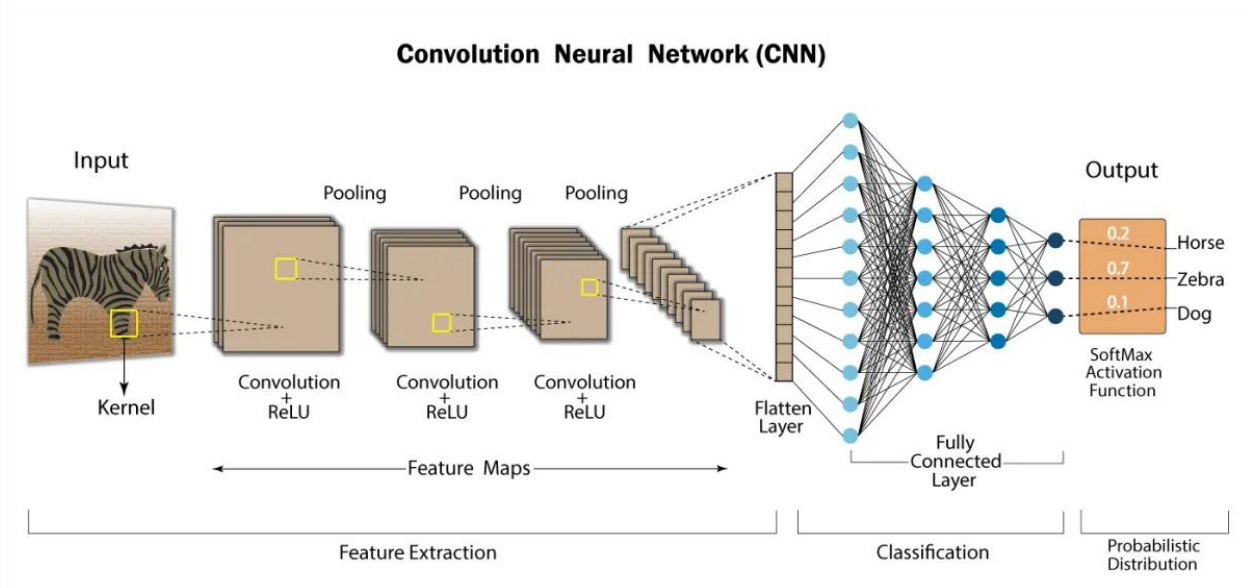 Convolution Neural Network (CNN)
Input
Pooling
Pooling
Pooling
Output
0.2
Horse
0.7
Zebra
0.1
Dog
Kernel
Convolution
+
ReLU
Convolution
+
ReLU
Convolution
+
ReLU
Flatten
Layer
SoftMax
Activation
Function
Feature Maps
Fully
Connected
Layer
Feature Extraction
Classification
Probabilistic
Distribution